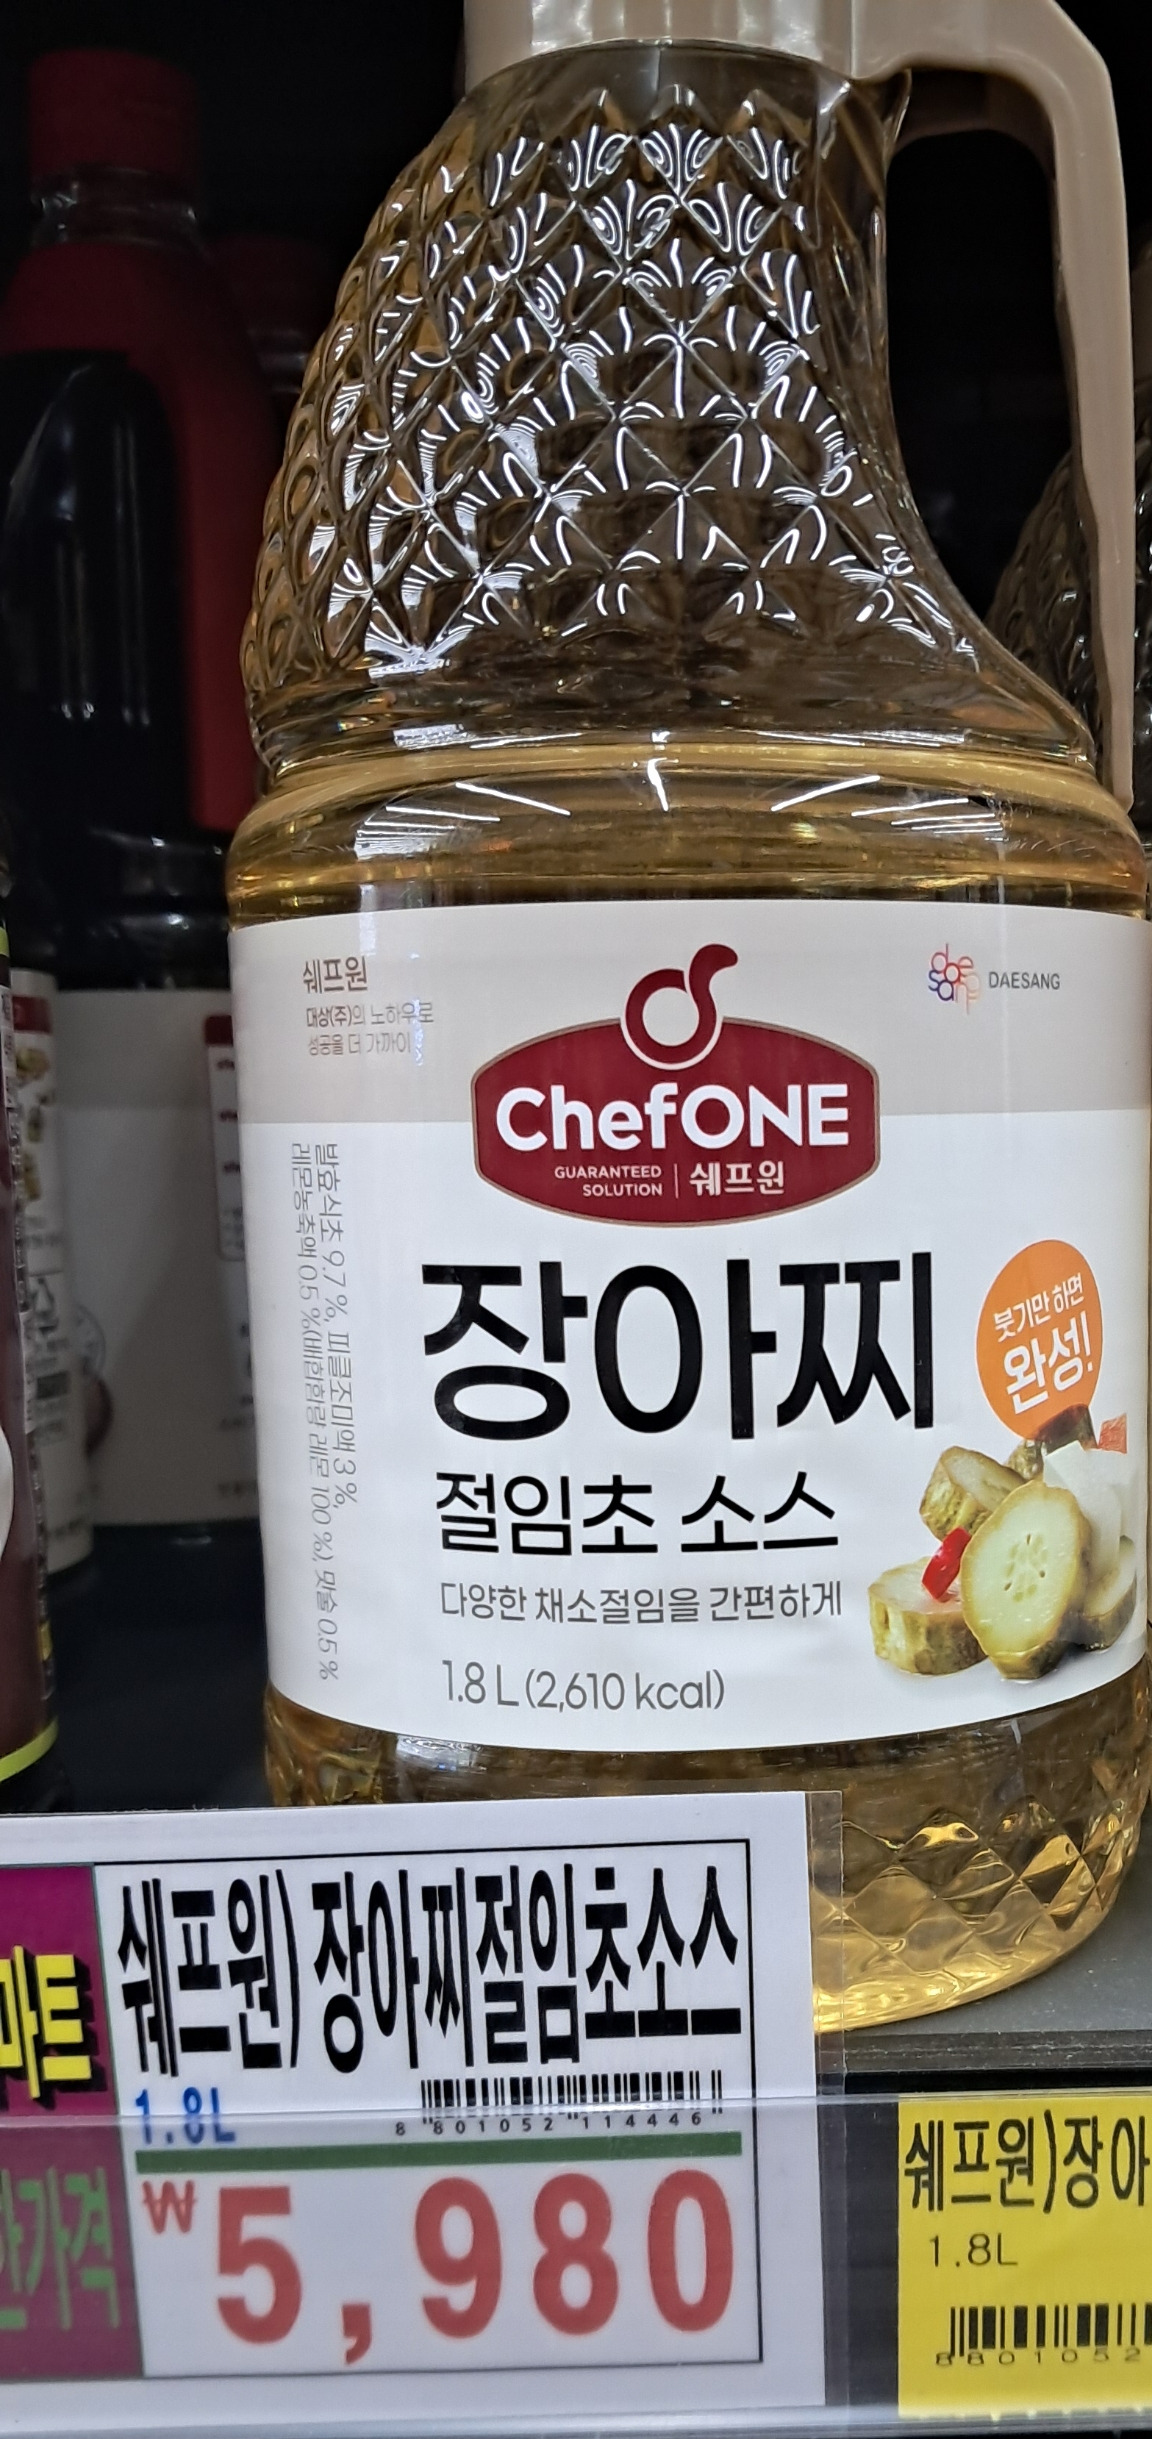 쉐프원
대상(주)의 노하우로
성공을 더 가까이
DAESANG
ChefONE
GUARANTEED
SOLUTION
쉐프원
발효식초 9.7 %, 피클조미액 3 %,
레몬농축액 0.5 %(배합함량 레몬 100 %), 맛술 0.5 %
장아찌
붓기만 하면
완성!
절임초 소스
다양한 채소절임을 간편하게
1.8 L (2,610 kcal)
마트
쉐프원) 장아찌절임초소스
1.8L
8 801052 114446
가격
₩5,980
쉐프원)장아
1.8L
8801052